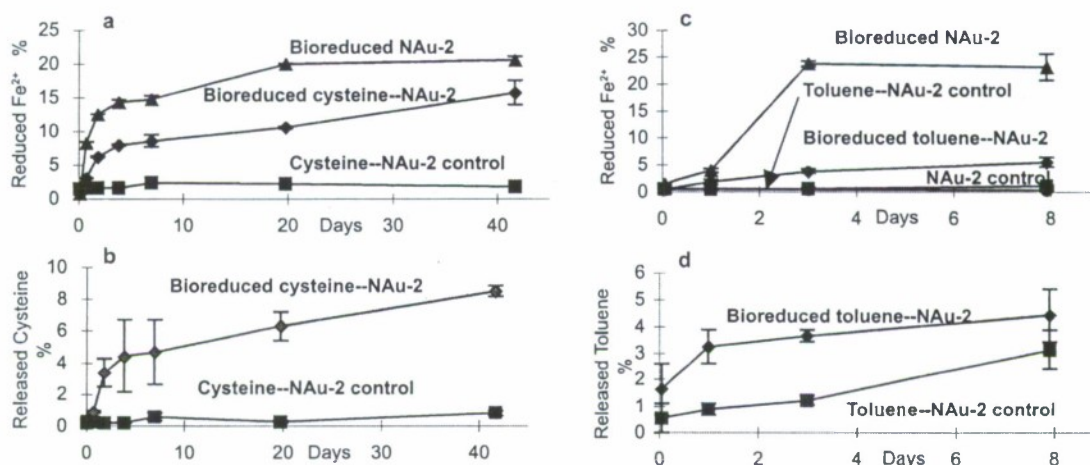 a
Reduced Fe²⁺ %
25
20
15
10
5
0
Bioreduced NAu-2
Bioreduced cysteine--NAu-2
Cysteine--NAu-2 control
0
10
20
30
40
Days
b
Released Cysteine
%
10
8
6
4
2
0
Bioreduced cysteine--NAu-2
Cysteine--NAu-2 control
0
10
20
30
40
Days
c
Reduced Fe²⁺ %
30
25
20
15
10
5
0
Bioreduced NAu-2
Toluene--NAu-2 control
Bioreduced toluene--NAu-2
NAu-2 control
0
2
4
6
8
Days
d
Released Toluene
%
6
5
4
3
2
1
0
Bioreduced toluene--NAu-2
Toluene--NAu-2 control
0
2
4
6
8
Days